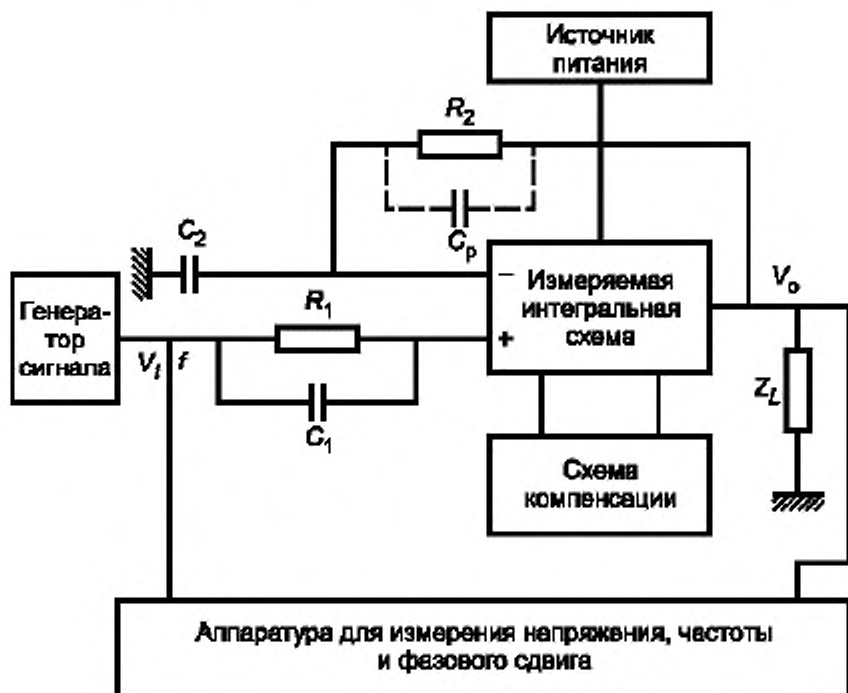 Источник
питания
R2
Cp
C2
Генера-
тор
сигнала
VI f
R1
C1
−
+
Измеряемая
интегральная
схема
Vo
ZL
Схема
компенсации
Аппаратура для измерения напряжения, частоты
и фазового сдвига